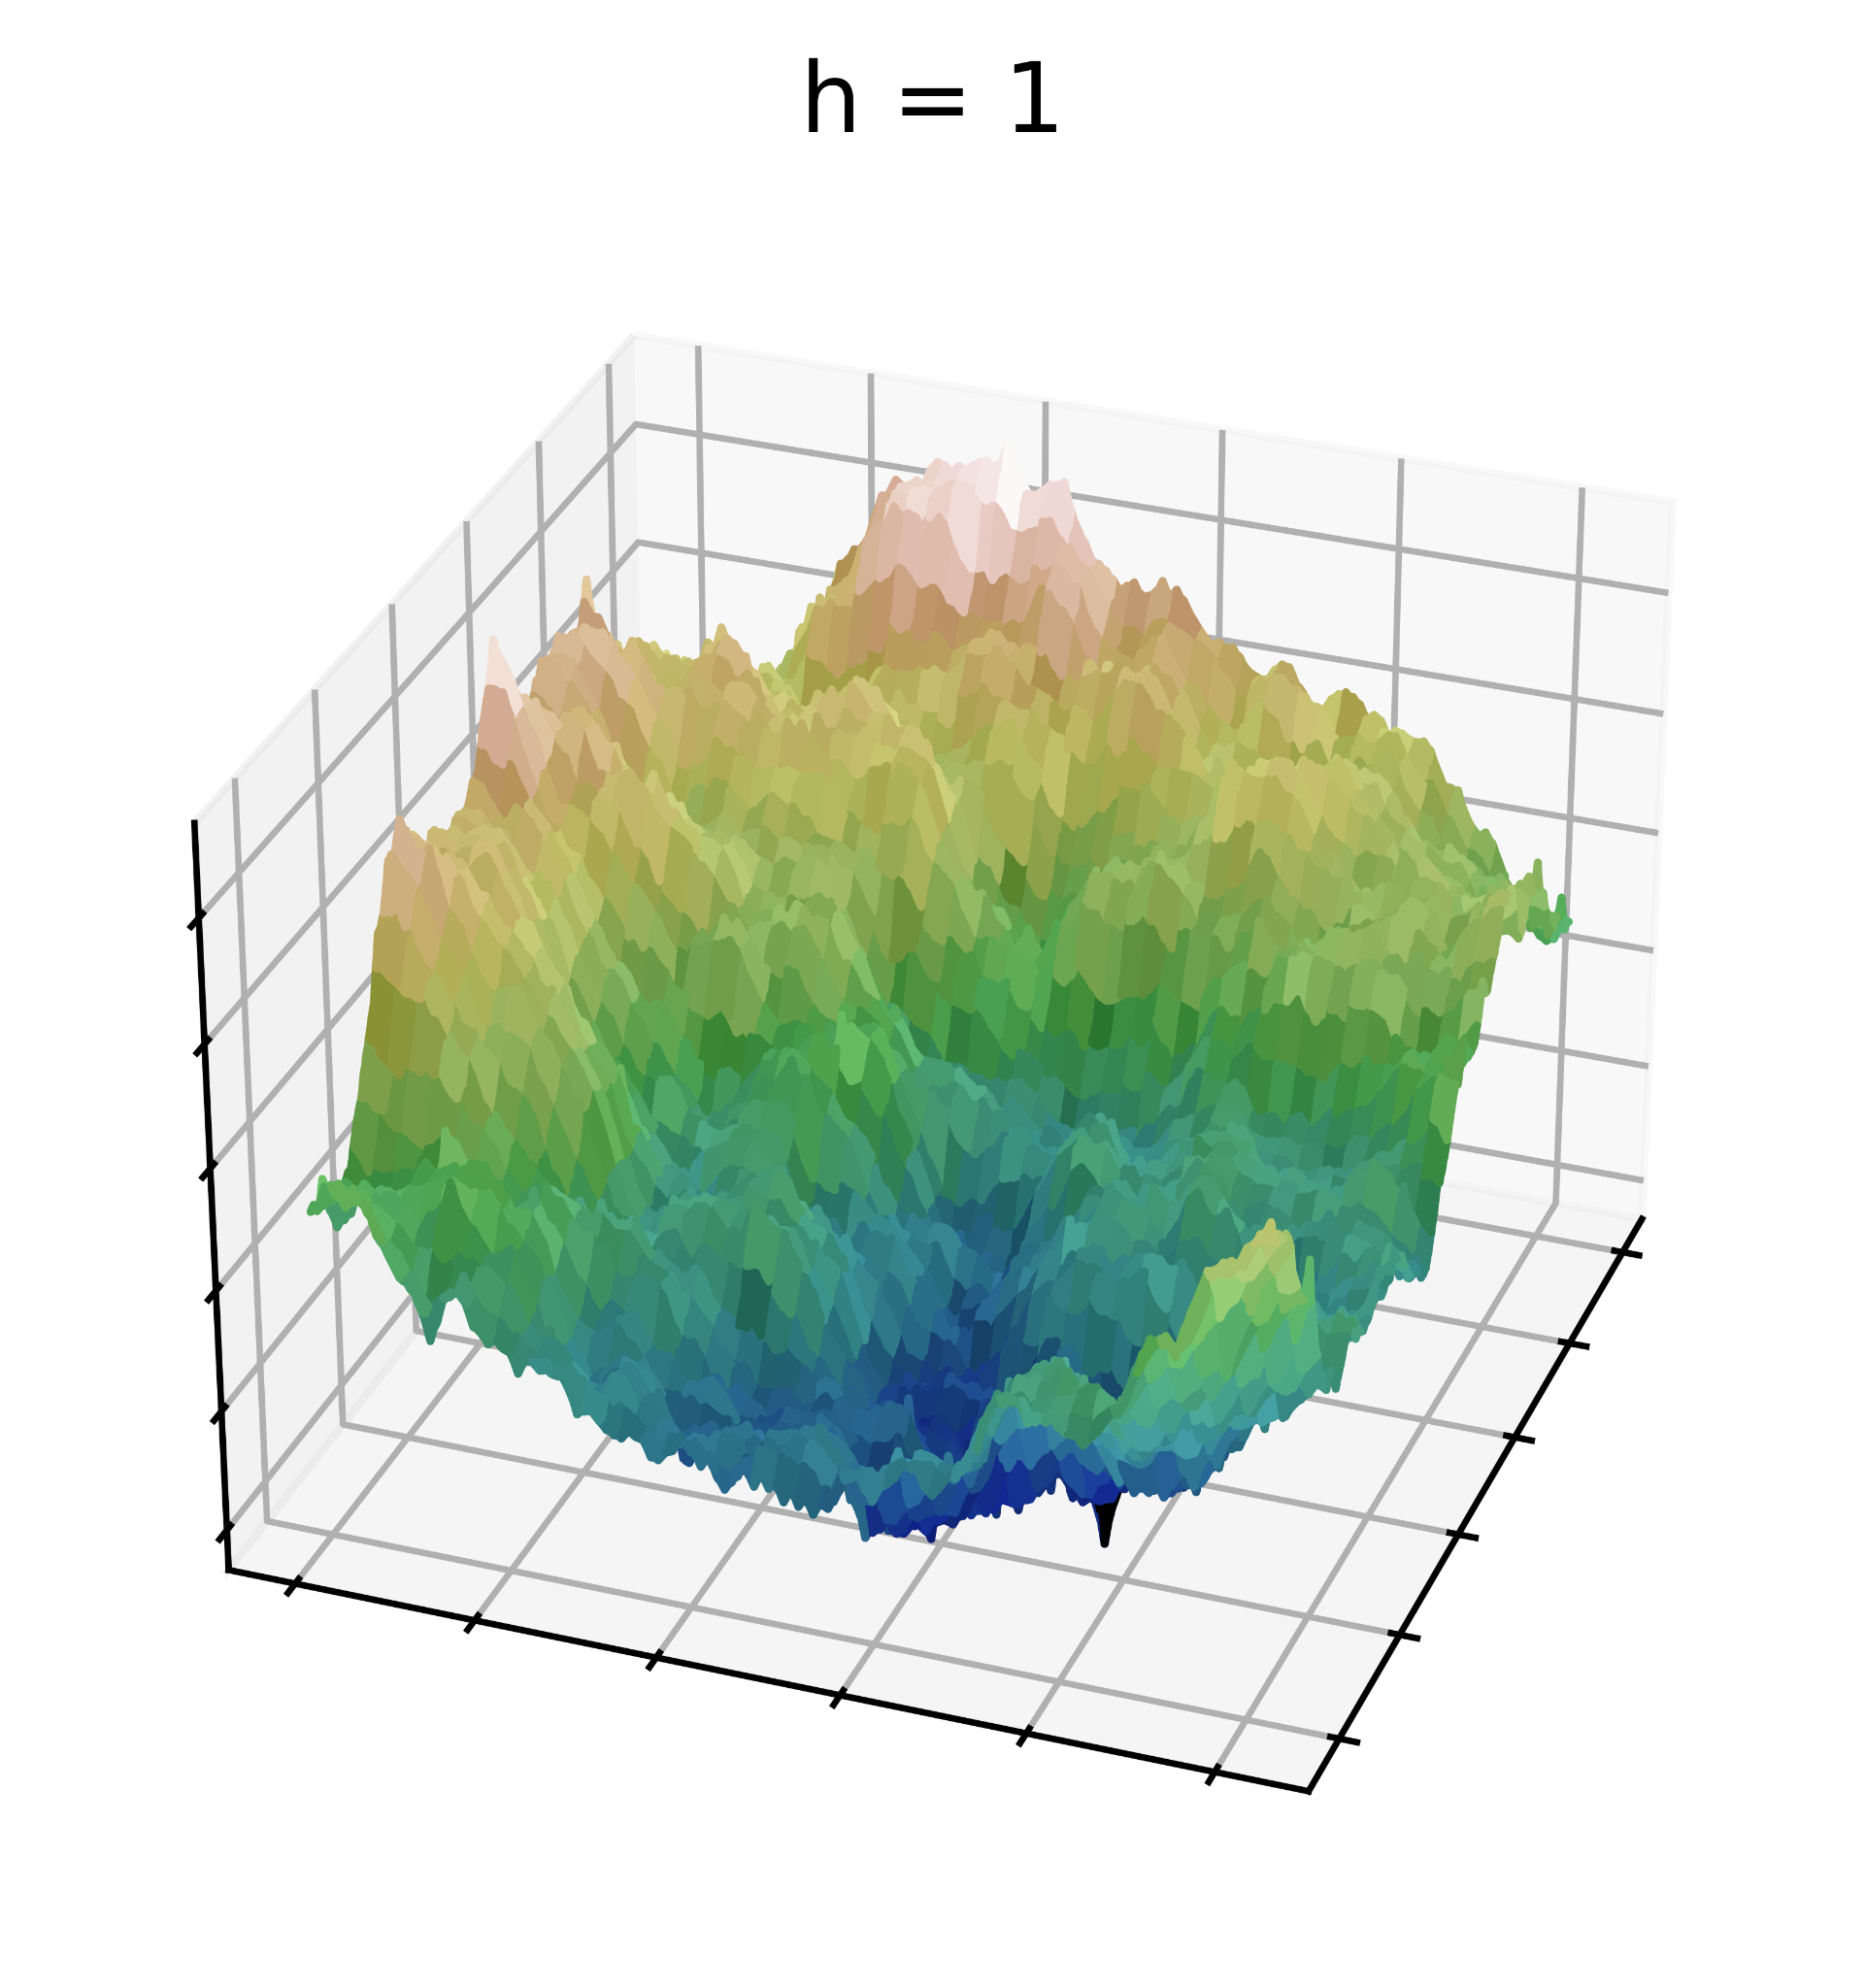 h = 1